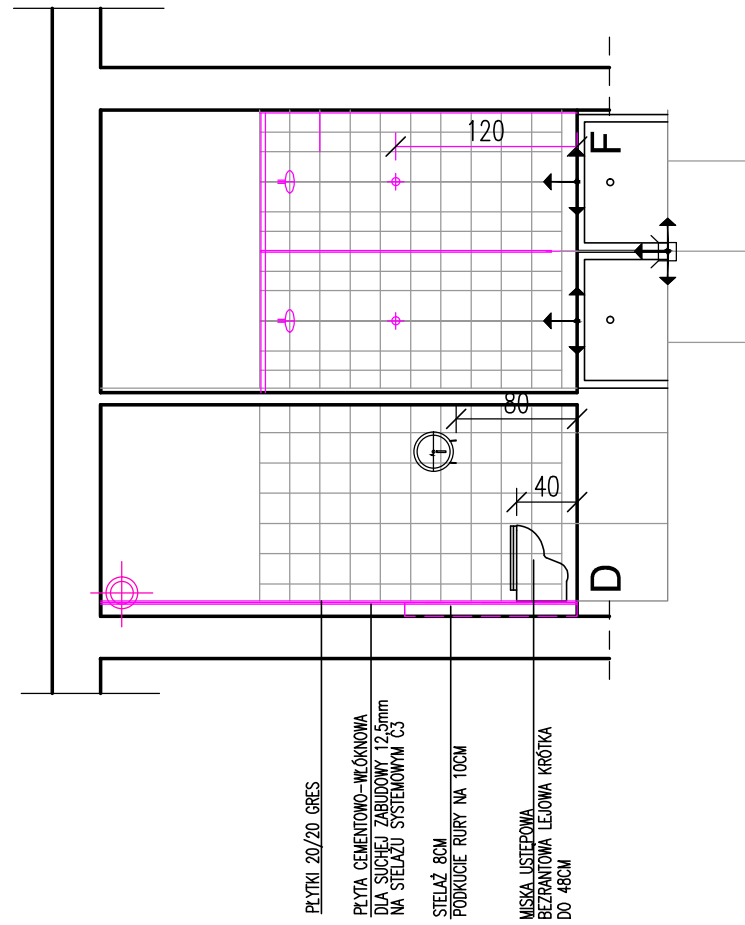 120
F
80
40
D
PŁYTKI 20/20 GRES
PŁYTA CEMENTOWO-WŁÓKNOWA
DLA SUCHEJ ZABUDOWY 12,5mm
NA STELAŻU SYSTEMOWYM C3
STELAŻ 8CM
PODKUCIE RURY NA 10CM
MISKA USTĘPOWA
BEZRANTOWA LEJOWA KRÓTKA
DO 48CM